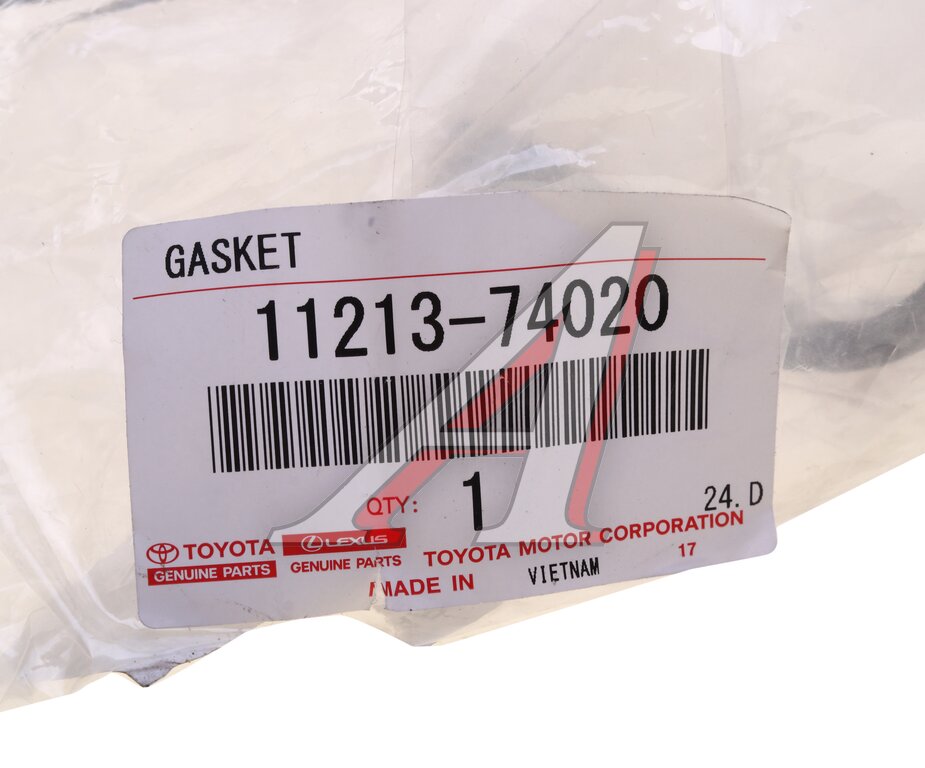 GASKET
11213-74020
QTY: 1
24. D
TOYOTA LEXUS TOYOTA MOTOR CORPORATION
GENUINE PARTS GENUINE PARTS 17
MADE IN VIETNAM